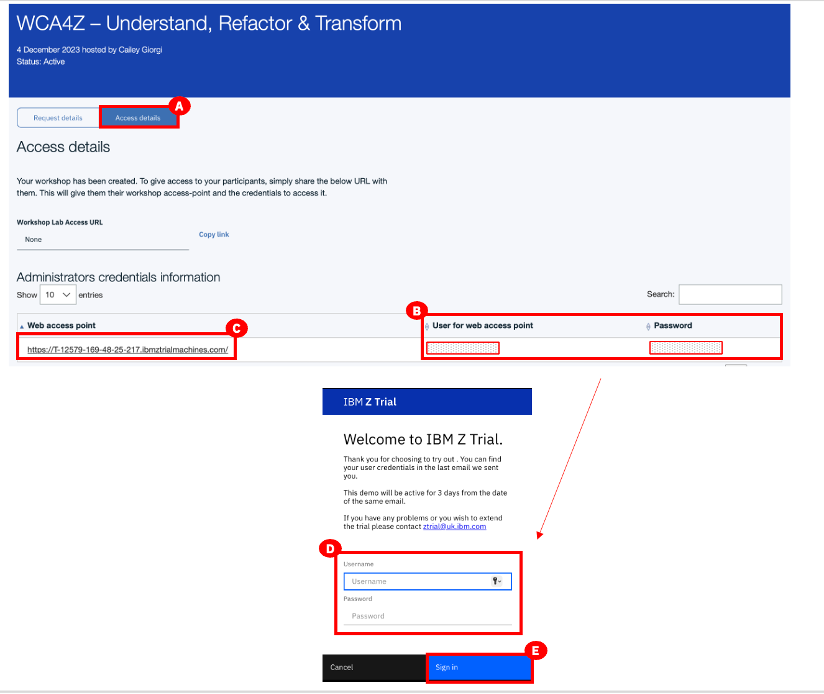 WCA4Z – Understand, Refactor & Transform
4 December 2023 hosted by Cailey Giorgi
Status: Active
A
Request details
Access details
Access details
Your workshop has been created. To give access to your participants, simply share the below URL with
them. This will give them their workshop access-point and the credentials to access it.
Workshop Lab Access URL
None
Copy link
Administrators credentials information
Show 10 entries
Search:
B
C
Web access point
User for web access point
Password
https://T-12579-169-48-25-217.ibmztrialmachines.com/
IBM Z Trial
Welcome to IBM Z Trial.
Thank you for choosing to try out . You can find
your user credentials in the last email we sent
you.
This demo will be active for 3 days from the date
of the same email.
If you have any problems or you wish to extend
the trial please contact ztrial@uk.ibm.com
D
Username
Username
Password
Password
E
Cancel
Sign in